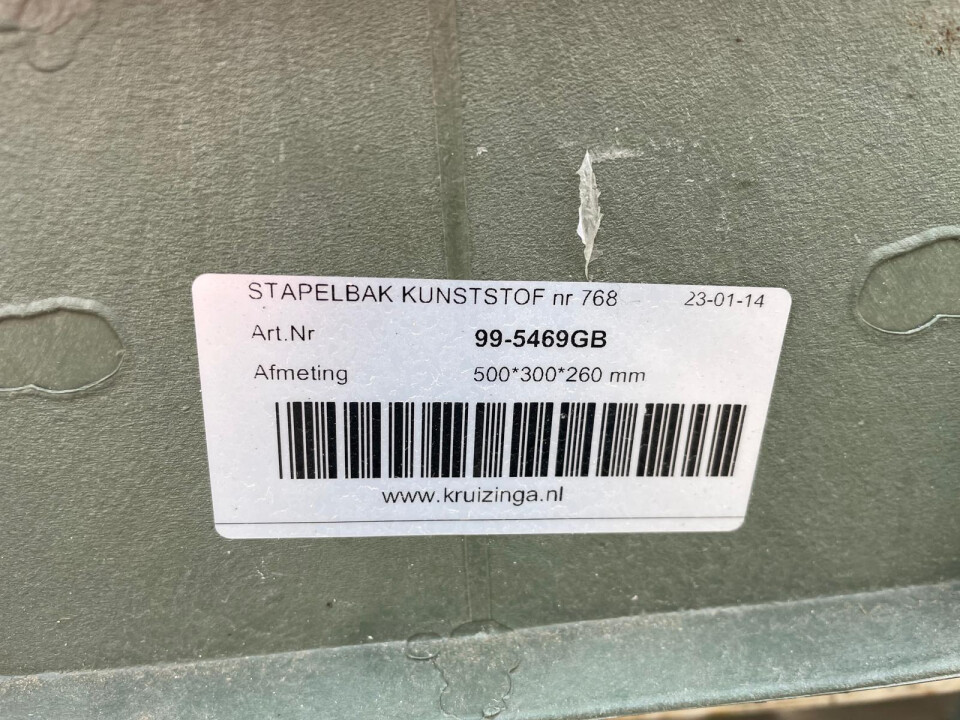 STAPELBAK KUNSTSTOF nr 768 23-01-14
Art.Nr 99-5469GB
Afmeting 500*300*260 mm
www.kruizinga.nl